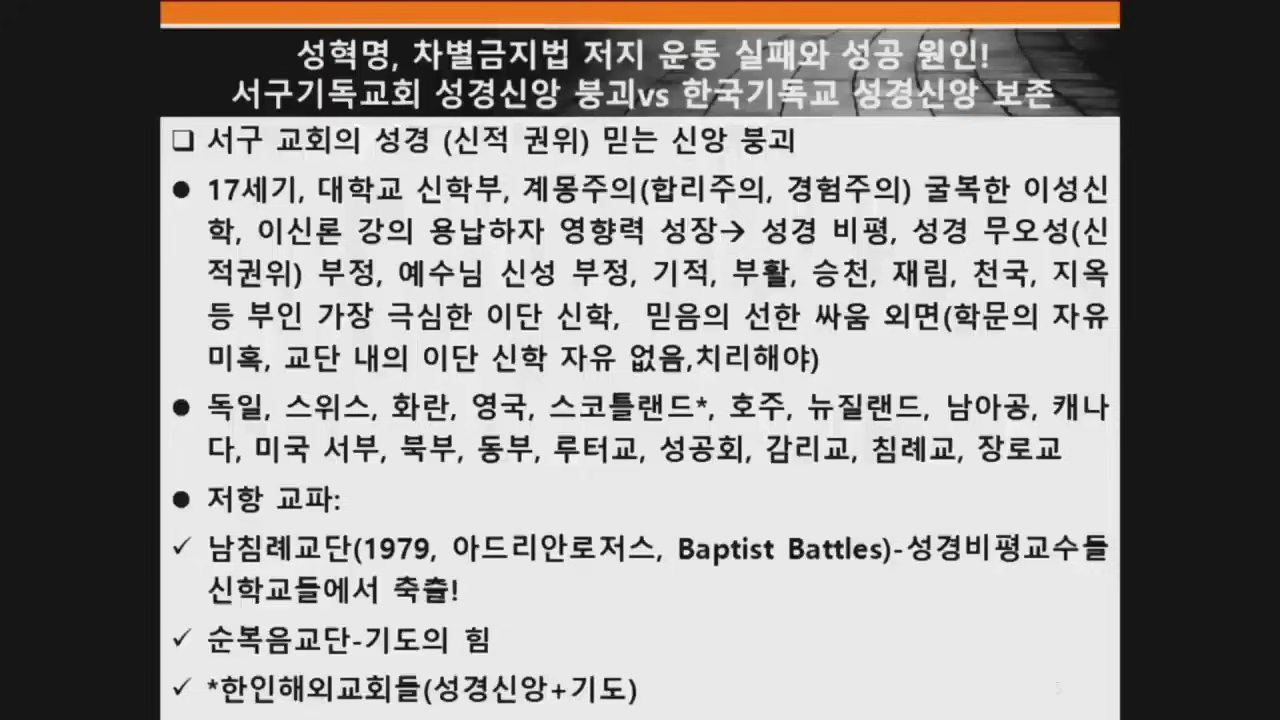 성혁명, 차별금지법 저지 운동 실패와 성공 원인!
서구기독교회 성경신앙 붕괴vs 한국기독교 성경신앙 보존
❑ 서구 교회의 성경 (신적 권위) 믿는 신앙 붕괴
● 17세기, 대학교 신학부, 계몽주의(합리주의, 경험주의) 굴복한 이성신
학, 이신론 강의 용납하자 영향력 성장→ 성경 비평, 성경 무오성(신
적권위) 부정, 예수님 신성 부정, 기적, 부활, 승천, 재림, 천국, 지옥
등 부인 가장 극심한 이단 신학, 믿음의 선한 싸움 외면(학문의 자유
미혹, 교단 내의 이단 신학 자유 없음,치리해야)
● 독일, 스위스, 화란, 영국, 스코틀랜드*, 호주, 뉴질랜드, 남아공, 캐나
다, 미국 서부, 북부, 동부, 루터교, 성공회, 감리교, 침례교, 장로교
● 저항 교파:
✓ 남침례교단(1979, 아드리안로저스, Baptist Battles)-성경비평교수들
신학교들에서 축출!
✓ 순복음교단-기도의 힘
✓ *한인해외교회들(성경신앙+기도)
5